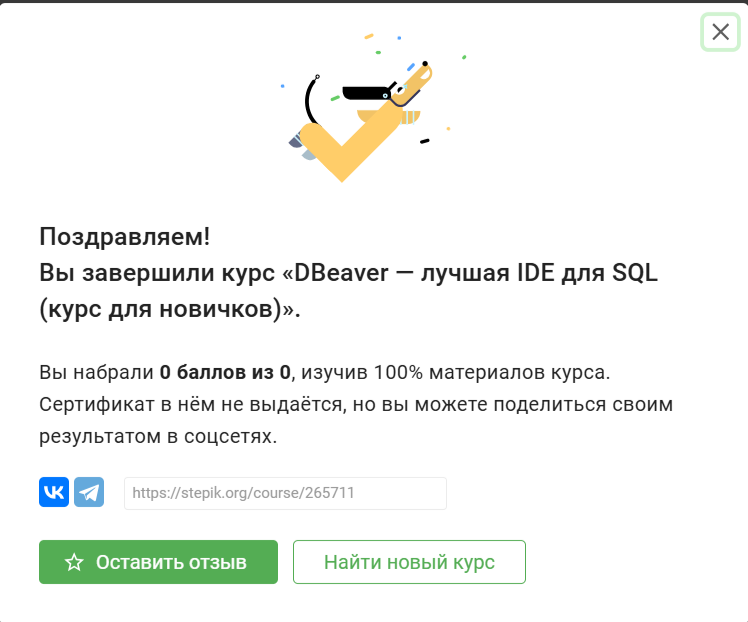 Поздравляем!
Вы завершили курс «DBeaver — лучшая IDE для SQL
(курс для новичков)».
Вы набрали 0 баллов из 0, изучив 100% материалов курса.
Сертификат в нём не выдаётся, но вы можете поделиться своим
результатом в соцсетях.
https://stepik.org/course/265711
Оставить отзыв
Найти новый курс